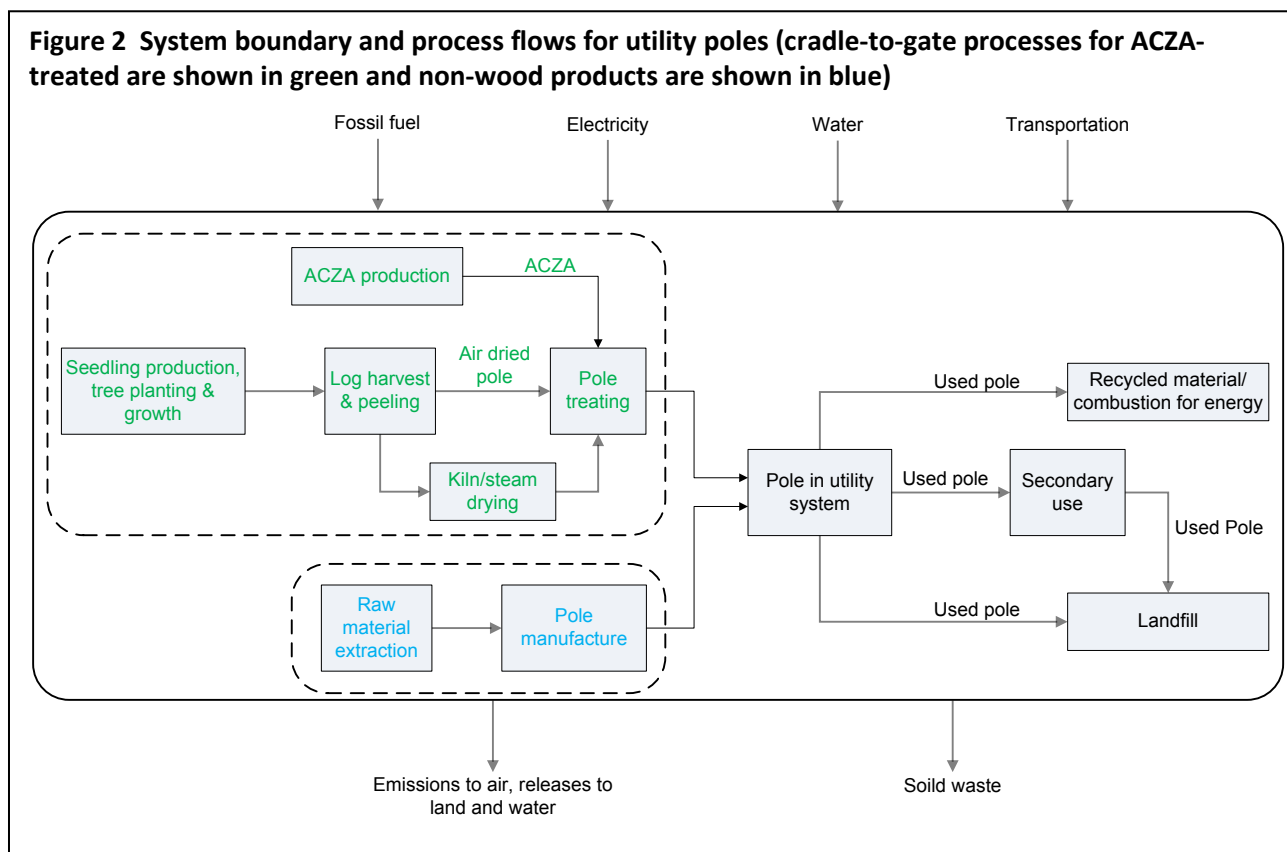 Figure 2  System boundary and process flows for utility poles (cradle-to-gate processes for ACZA-
treated are shown in green and non-wood products are shown in blue)
Fossil fuel
Electricity
Water
Transportation
ACZA production
ACZA
Seedling production,
tree planting &
growth
Log harvest
& peeling
Air dried
pole
Pole
treating
Kiln/steam
drying
Raw
material
extraction
Pole
manufacture
Pole in utility
system
Used pole
Recycled material/
combustion for energy
Used pole
Secondary
use
Used Pole
Used pole
Landfill
Emissions to air, releases to
land and water
Soild waste